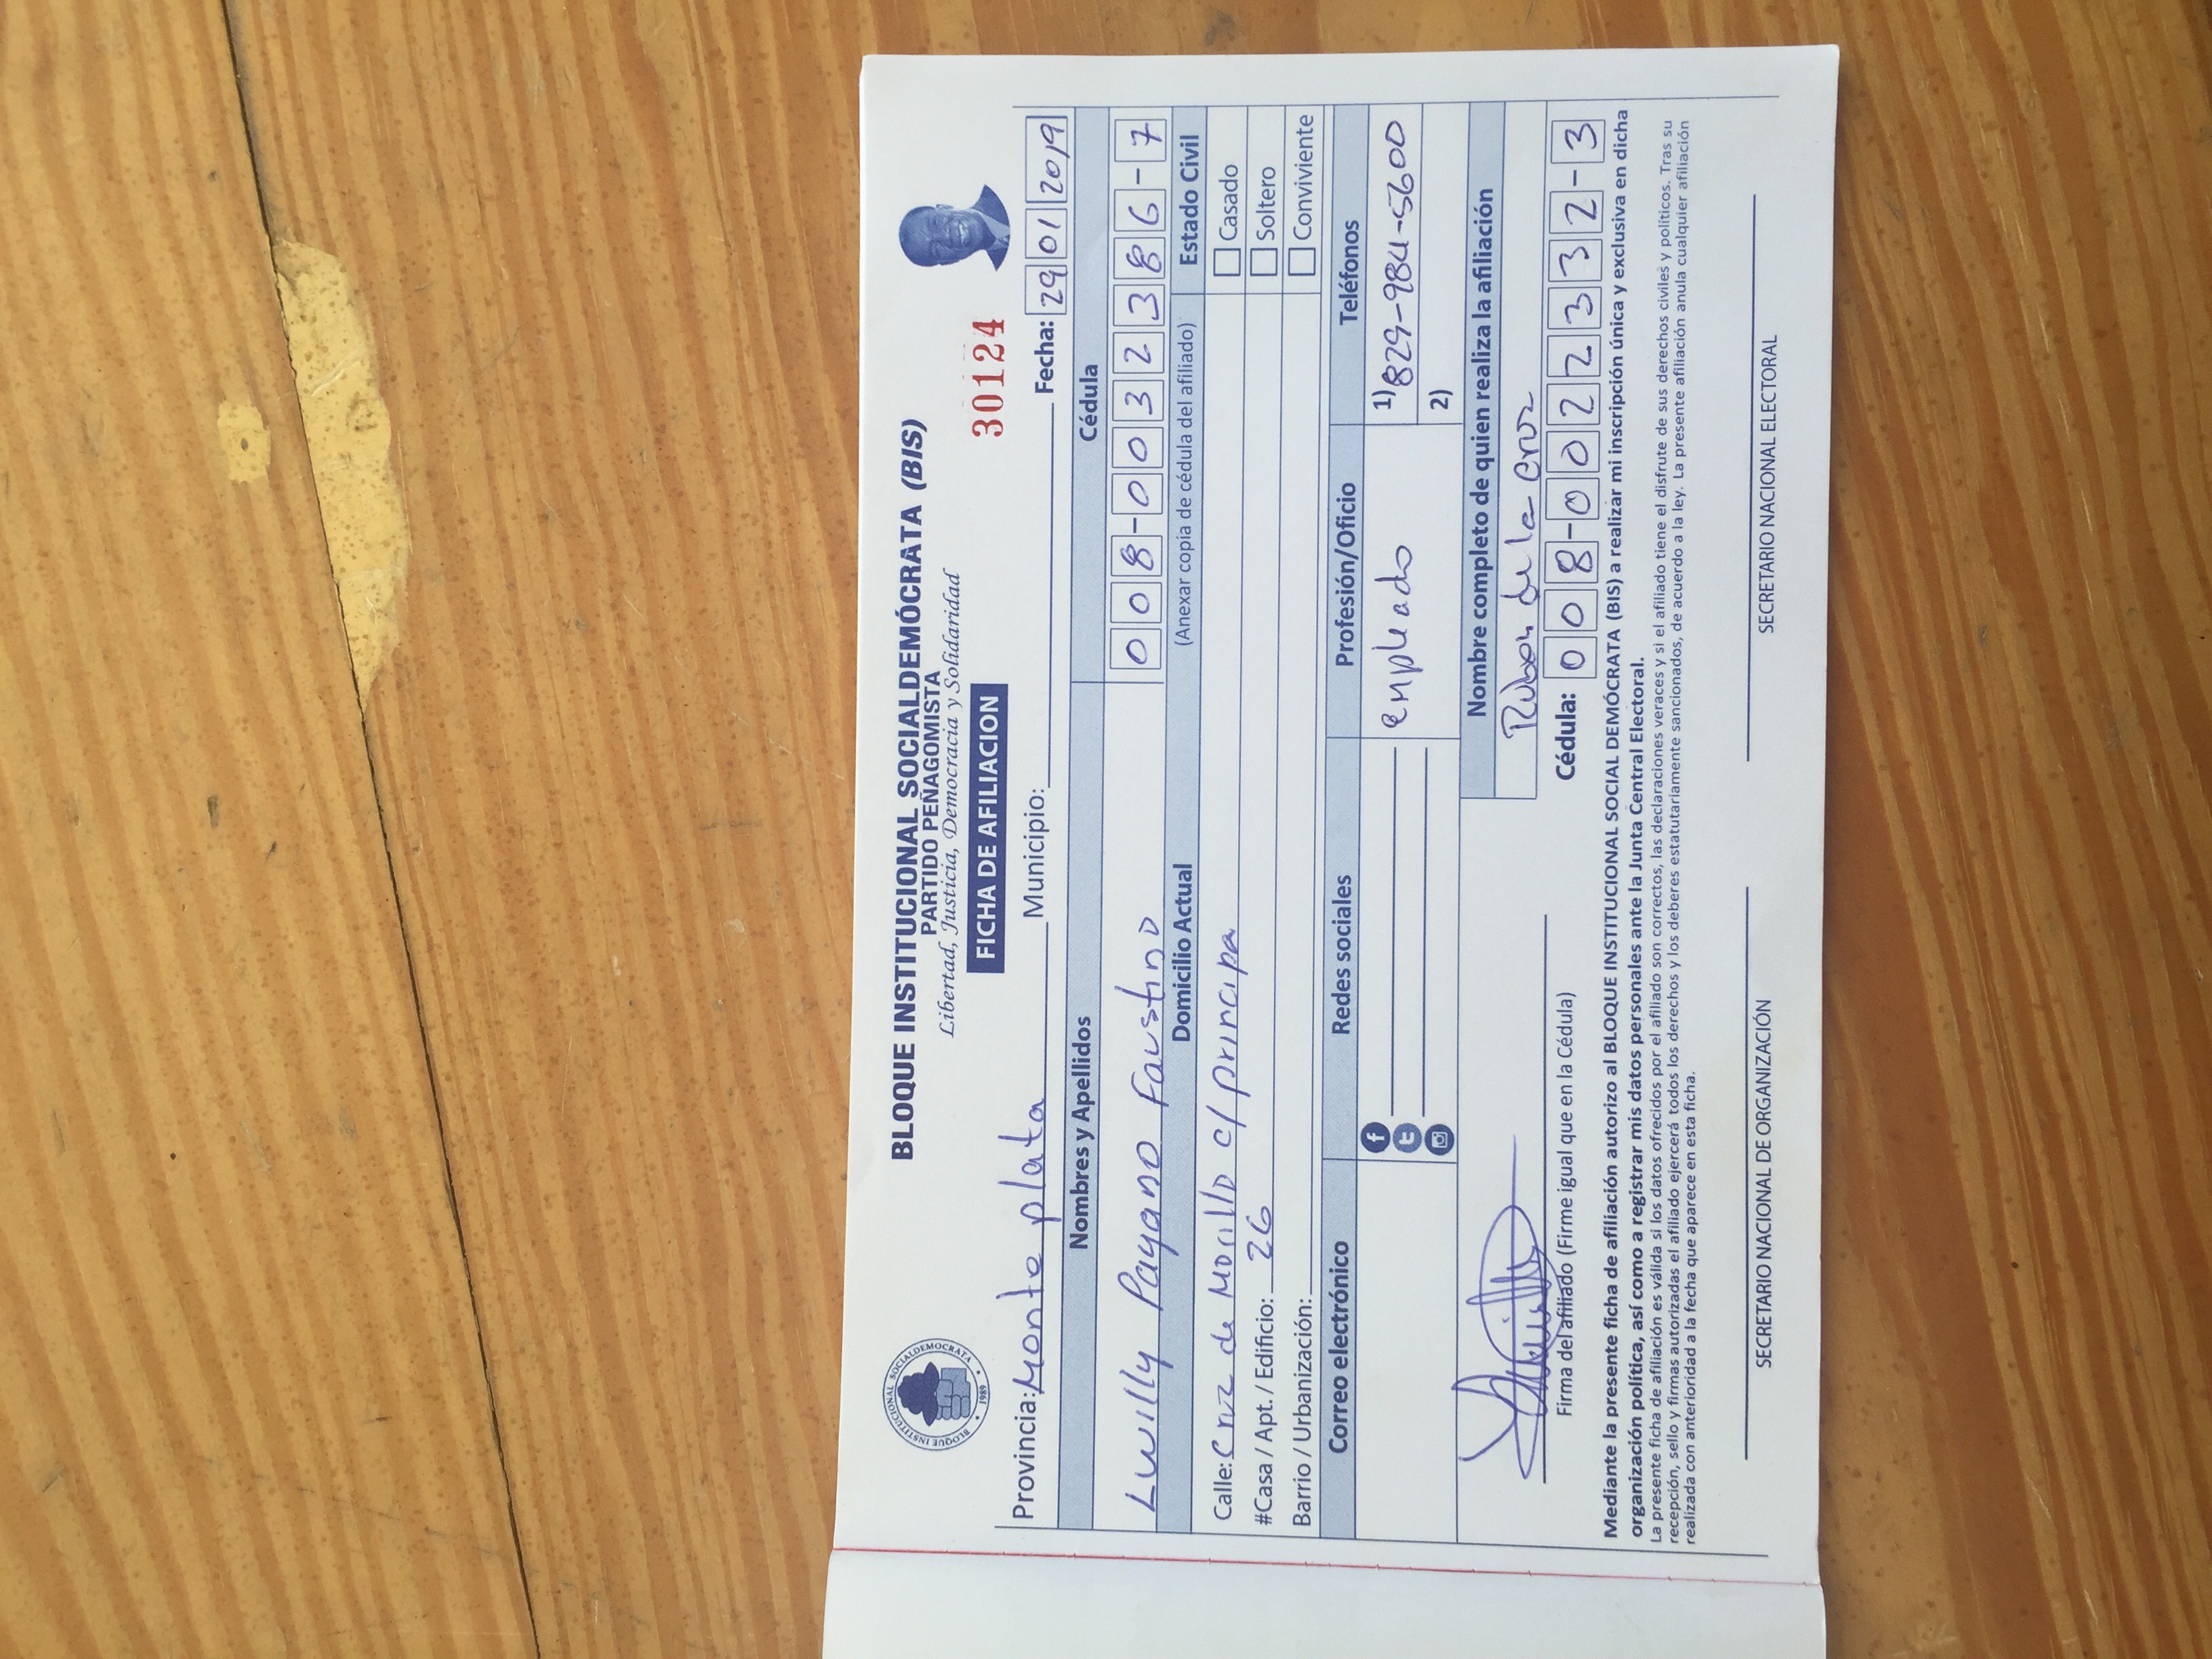 BLOQUE INSTITUCIONAL SOCIALDEMOCRATA
1989
BLOQUE INSTITUCIONAL SOCIALDEMÓCRATA (BIS)
PARTIDO PEÑAGOMISTA
Libertad, Justicia, Democracia y Solidaridad
FICHA DE AFILIACION
30124
Provincia: Monte plata Municipio: Fecha: 29 01 2019
Nombres y Apellidos Cédula
Luuilly Payano Faustino 008-0032386-7
Domicilio Actual (Anexar copia de cédula del afiliado) Estado Civil
Calle: Cruz de Morillo c/principa Casado
#Casa / Apt. / Edificio: 26 Soltero
Barrio / Urbanización: Conviviente
Correo electrónico Redes sociales Profesión/Oficio Teléfonos
empleado 1) 829-984-5600
2)
Nombre completo de quien realiza la afiliación
Ruben de la Cruz
Cédula: 008-0022332-3
Firma del afiliado (Firme igual que en la Cédula)
Mediante la presente ficha de afiliación autorizo al BLOQUE INSTITUCIONAL SOCIAL DEMÓCRATA (BIS) a realizar mi inscripción única y exclusiva en dicha
organización política, así como a registrar mis datos personales ante la Junta Central Electoral.
La presente ficha de afiliación es válida si los datos ofrecidos por el afiliado son correctos, las declaraciones veraces y si el afiliado tiene el disfrute de sus derechos civiles y políticos. Tras su
recepción, sello y firmas autorizadas el afiliado ejercerá todos los derechos y los deberes estatutariamente sancionados, de acuerdo a la ley. La presente afiliación anula cualquier afiliación
realizada con anterioridad a la fecha que aparece en esta ficha.
SECRETARIO NACIONAL DE ORGANIZACIÓN SECRETARIO NACIONAL ELECTORAL